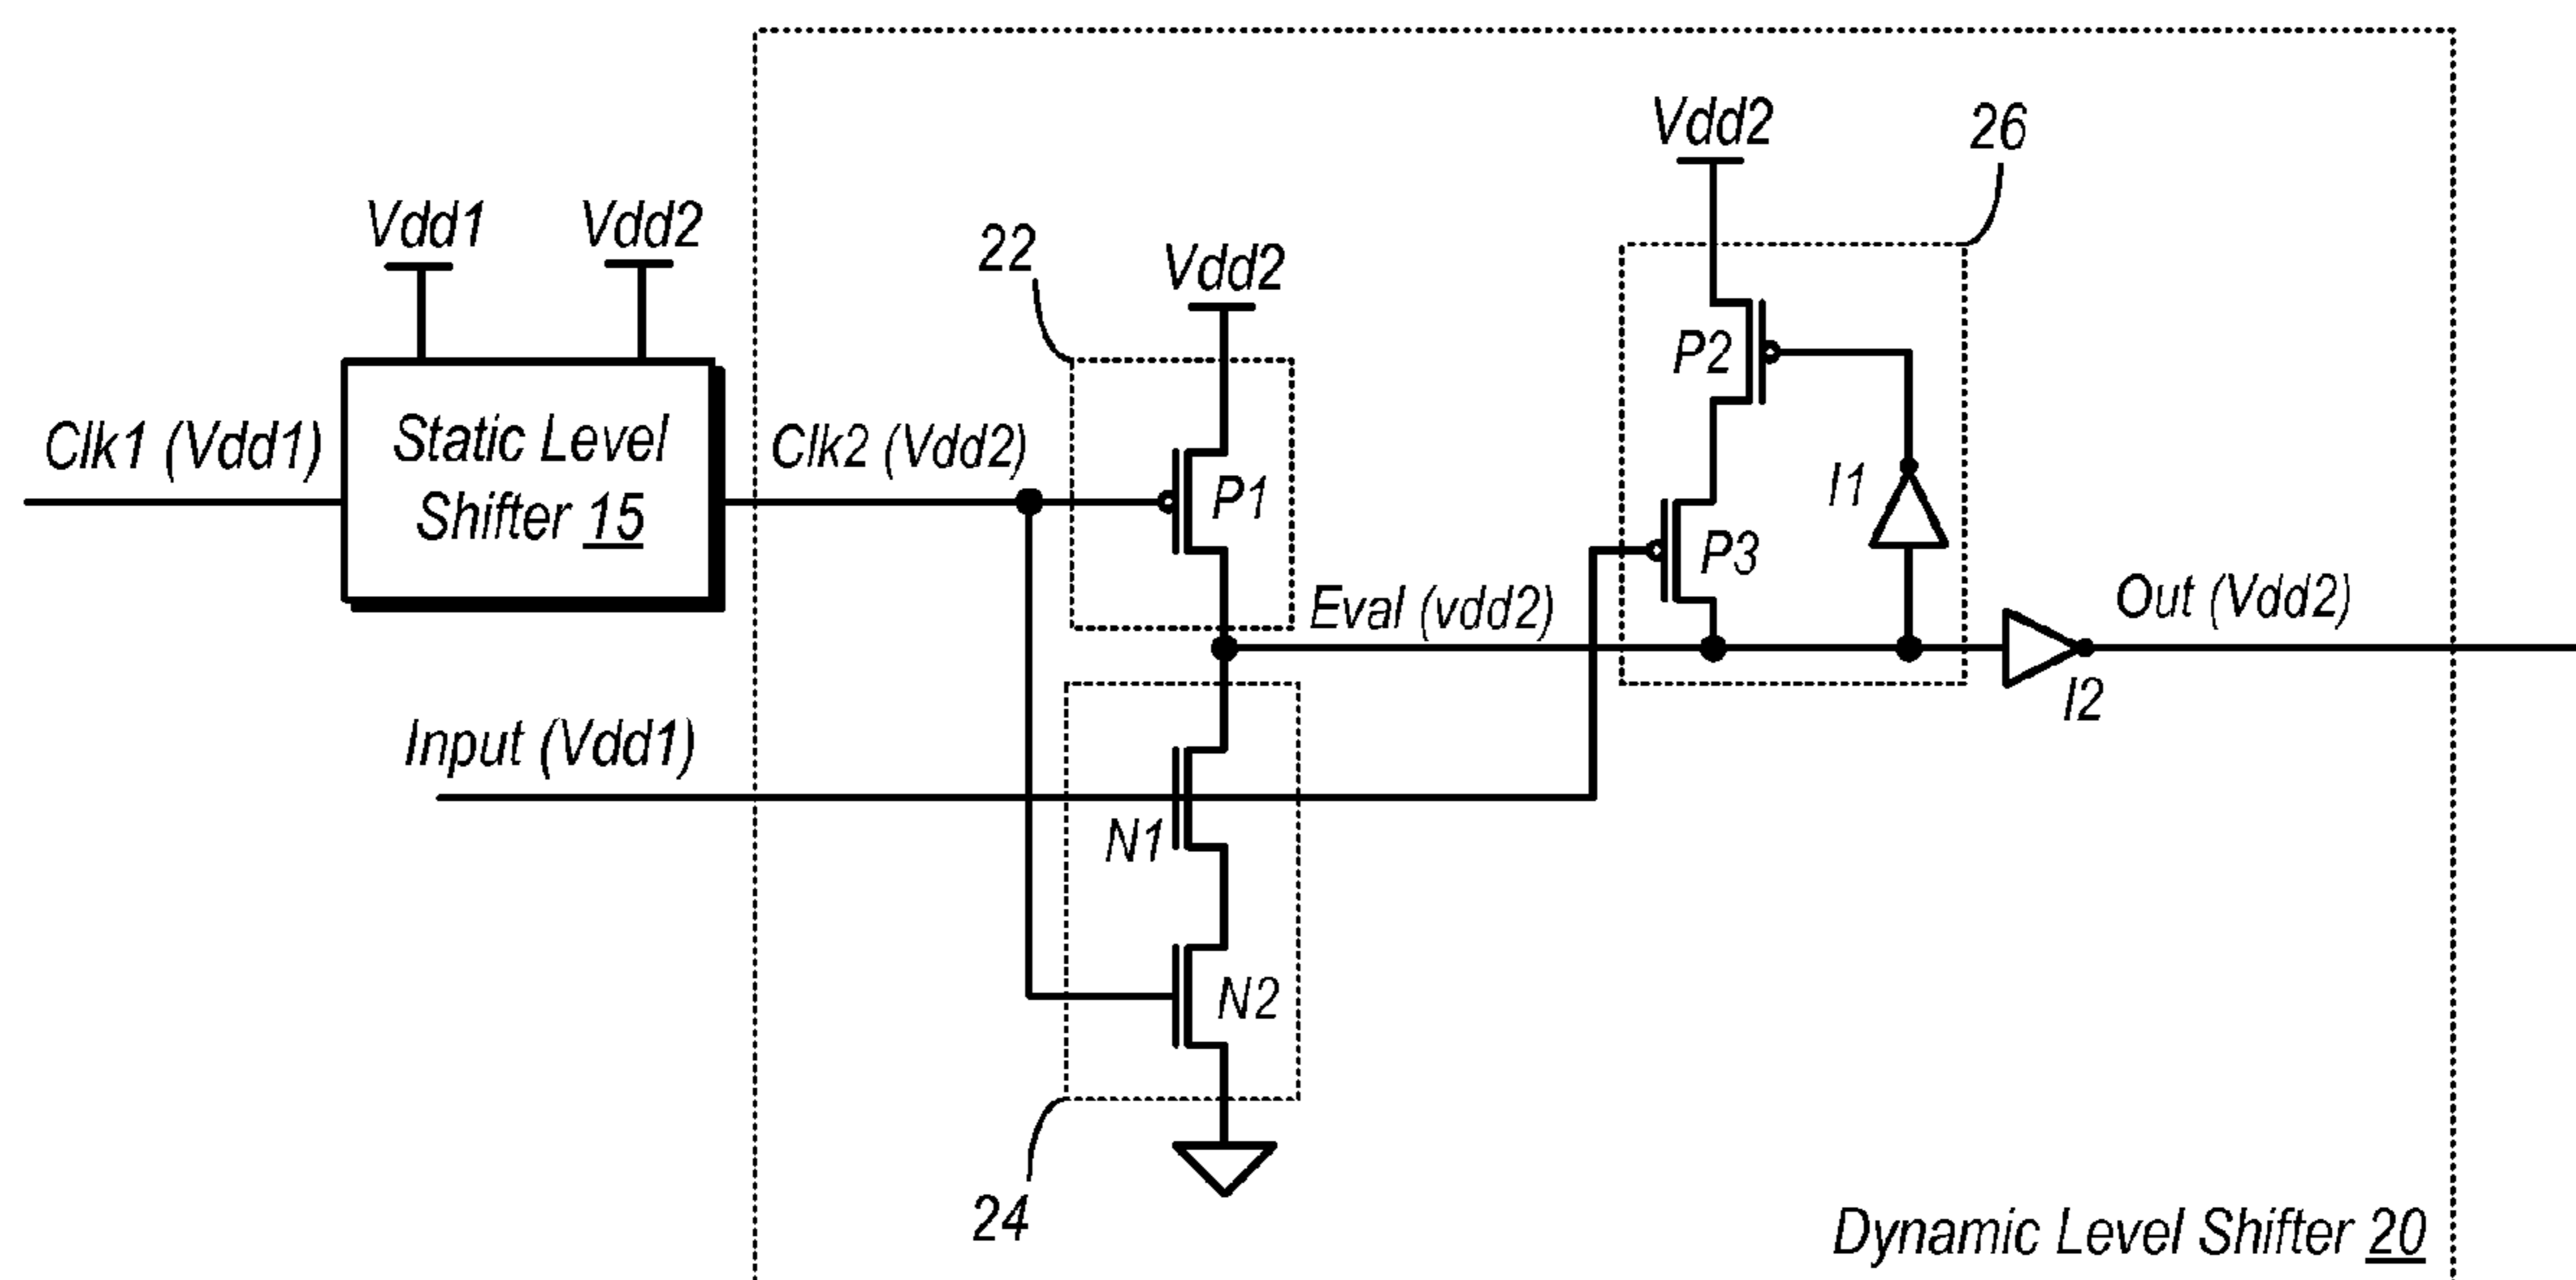 Vdd2
26
Vdd1
Vdd2
22
Vdd2
P2
Clk1 (Vdd1)
Static Level
Shifter 15
Clk2 (Vdd2)
P1
I1
P3
Eval (vdd2)
Out (Vdd2)
I2
Input (Vdd1)
N1
N2
24
Dynamic Level Shifter 20